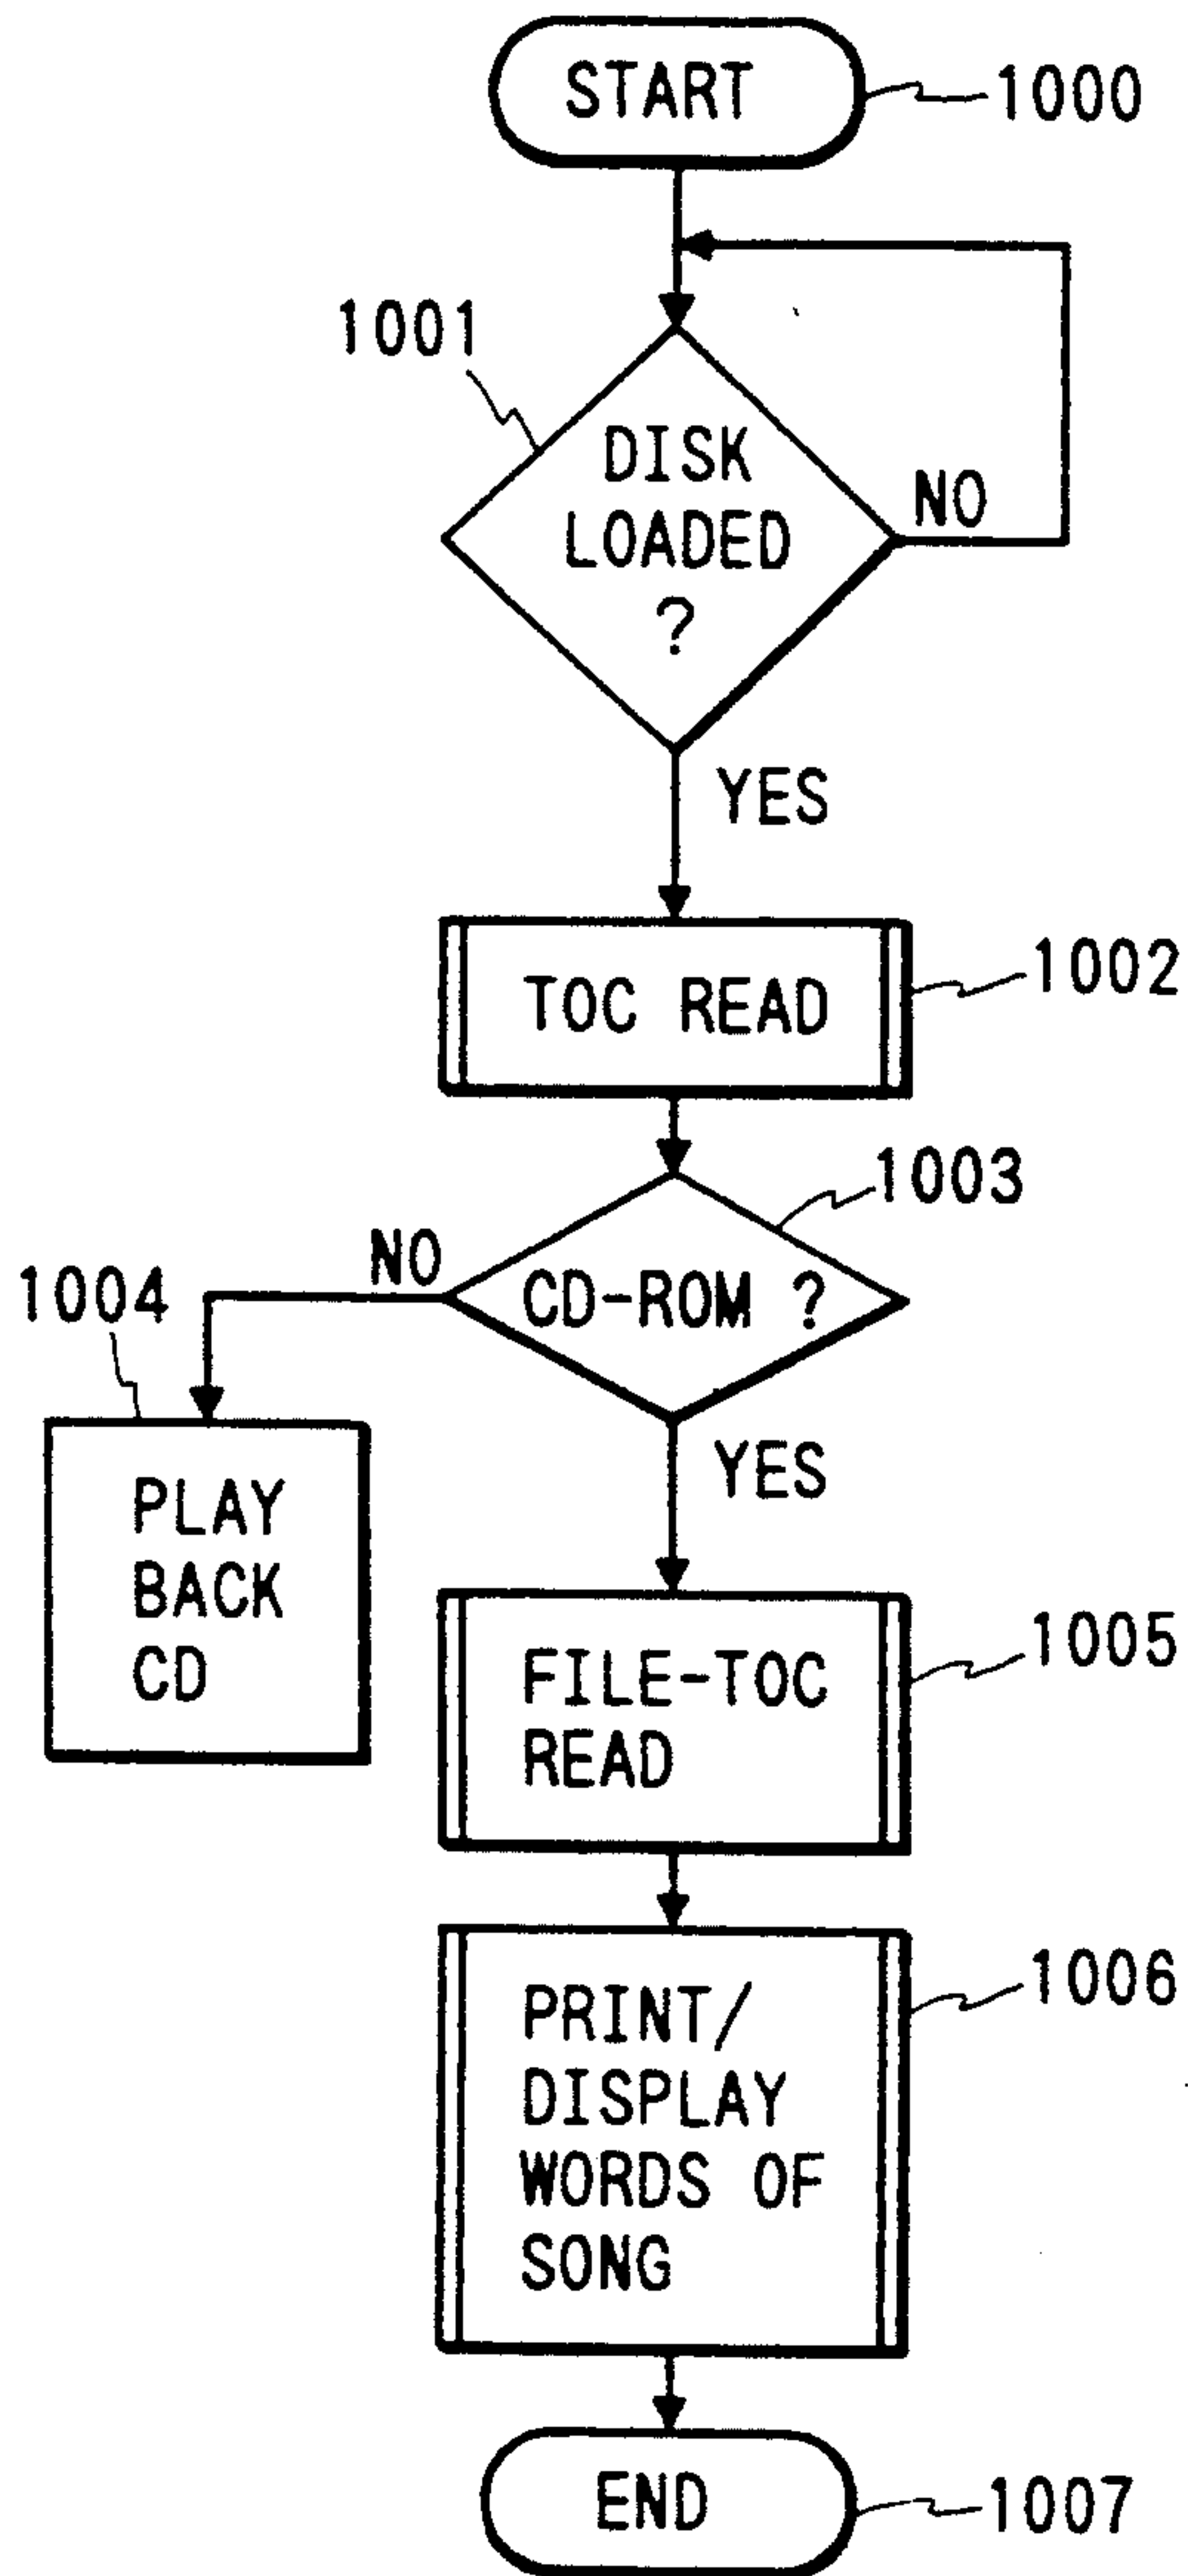 START
1000
1001
DISK
LOADED
?
NO
YES
TOC READ
1002
1003
NO
CD-ROM ?
1004
YES
PLAY
BACK
CD
FILE-TOC
READ
1005
PRINT/
DISPLAY
WORDS OF
SONG
1006
END
1007